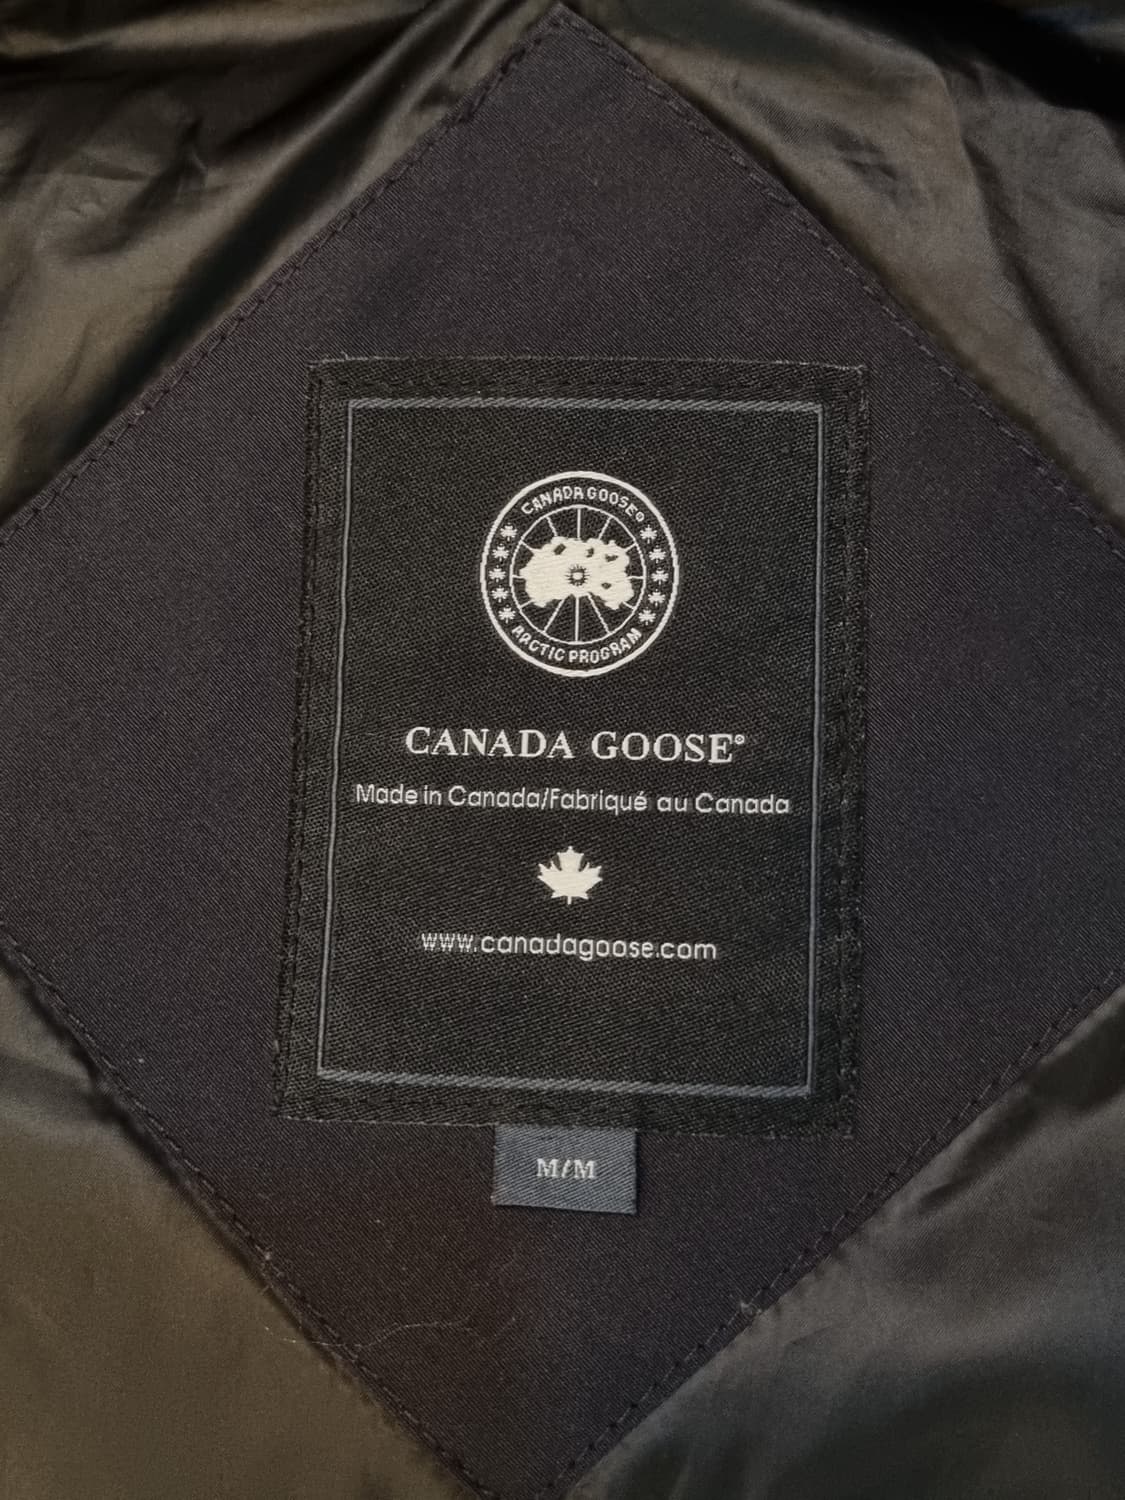 CANADA GOOSE®
ARCTIC PROGRAM
CANADA GOOSE®
Made in Canada/Fabriqué au Canada
www.canadagoose.com
M/M